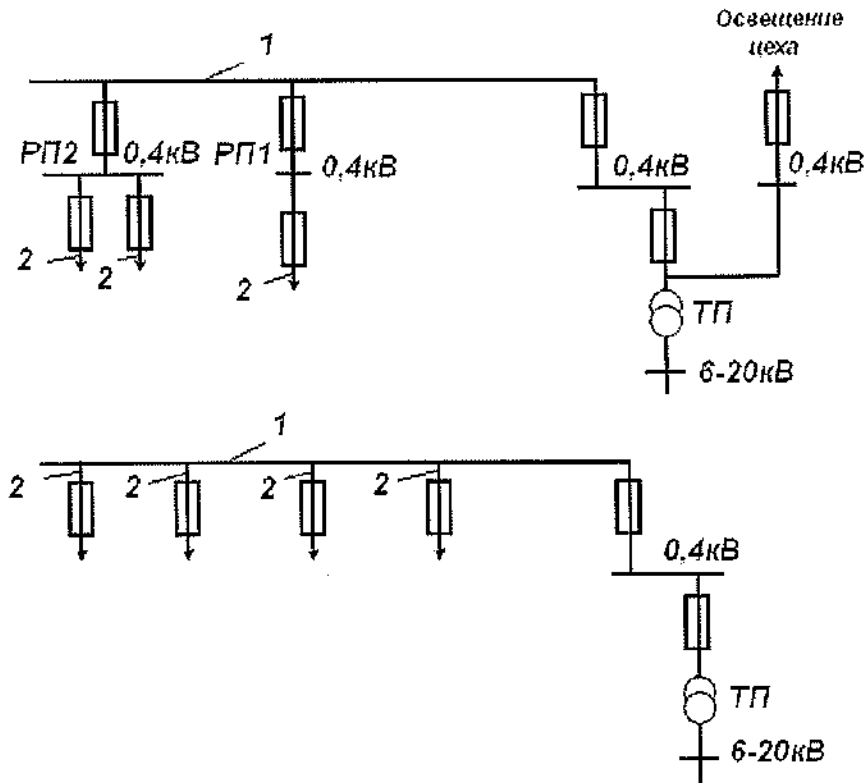 Освещение
цеха
1
РП2 0,4кВ РП1 0,4кВ 0,4кВ 0,4кВ
2 2 2
ТП
6-20кВ
1
2 2 2 2
0,4кВ
ТП
6-20кВ